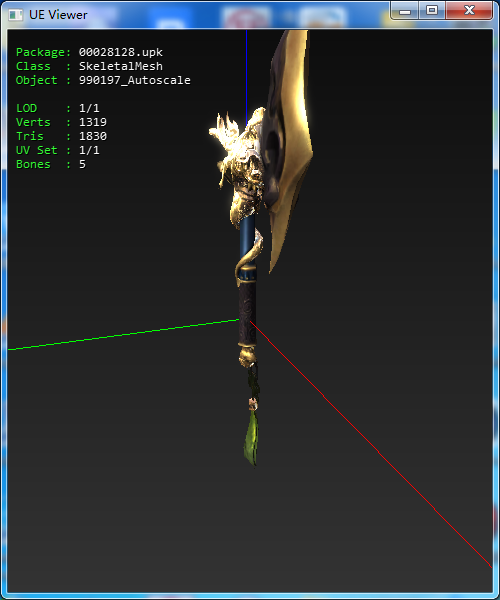 UE Viewer
Package: 00028128.upk
Class : SkeletalMesh
Object : 990197_Autoscale
LOD : 1/1
Verts : 1319
Tris : 1830
UV Set : 1/1
Bones : 5